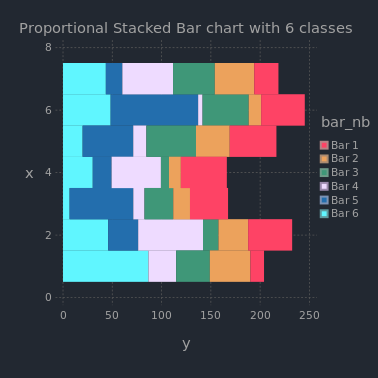 Proportional Stacked Bar chart with 6 classes
8
6
4
2
0
x
0 50 100 150 200 250
y
bar_nb
Bar 1
Bar 2
Bar 3
Bar 4
Bar 5
Bar 6